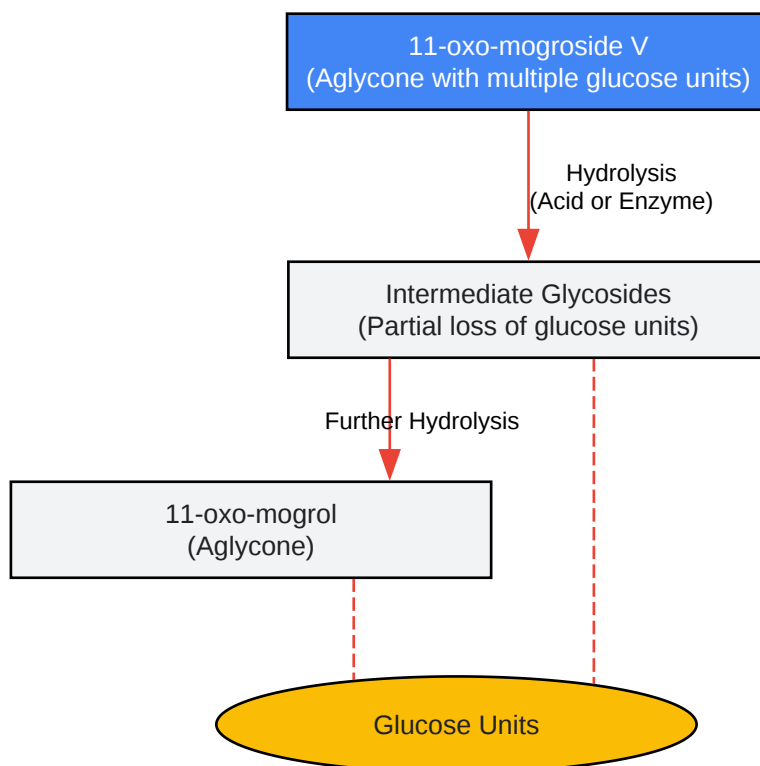 11-oxo-mogroside V
(Aglycone with multiple glucose units)
Hydrolysis
(Acid or Enzyme)
Intermediate Glycosides
(Partial loss of glucose units)
Further Hydrolysis
11-oxo-mogrol
(Aglycone)
Glucose Units